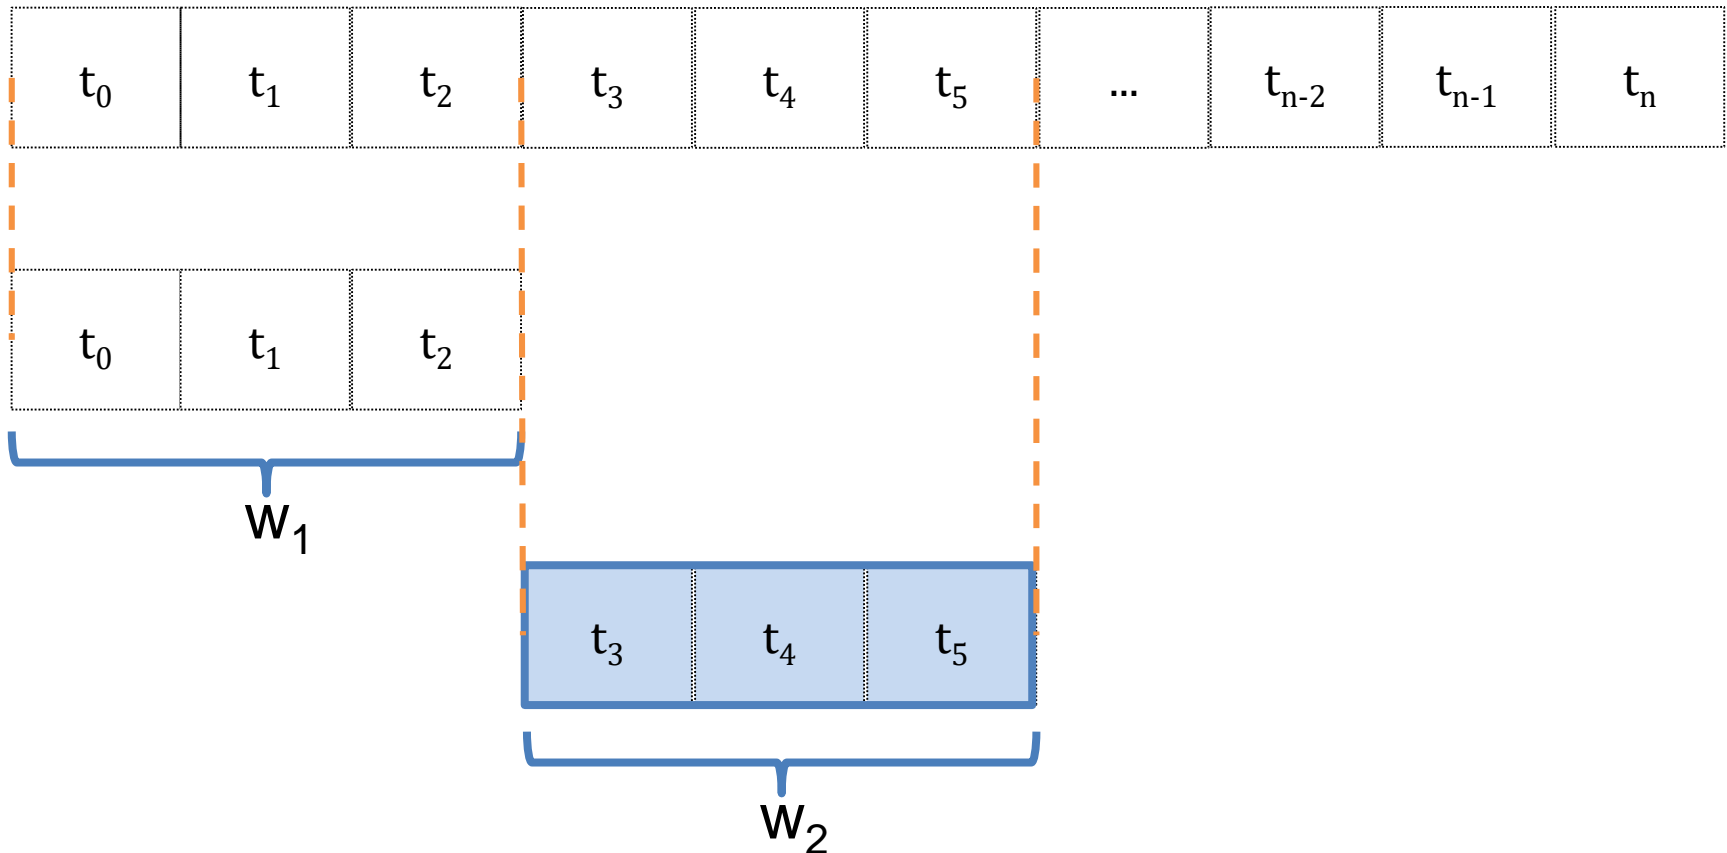 t₀ t₁ t₂ t₃ t₄ t₅ ... tₙ₋₂ tₙ₋₁ tₙ
t₀ t₁ t₂
w₁
t₃ t₄ t₅
w₂